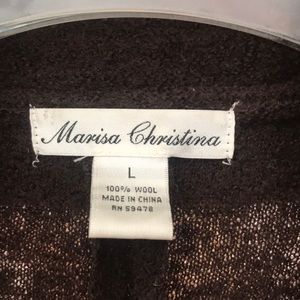 Marisa Christina
L
100% WOOL
MADE IN CHINA
RN 59478